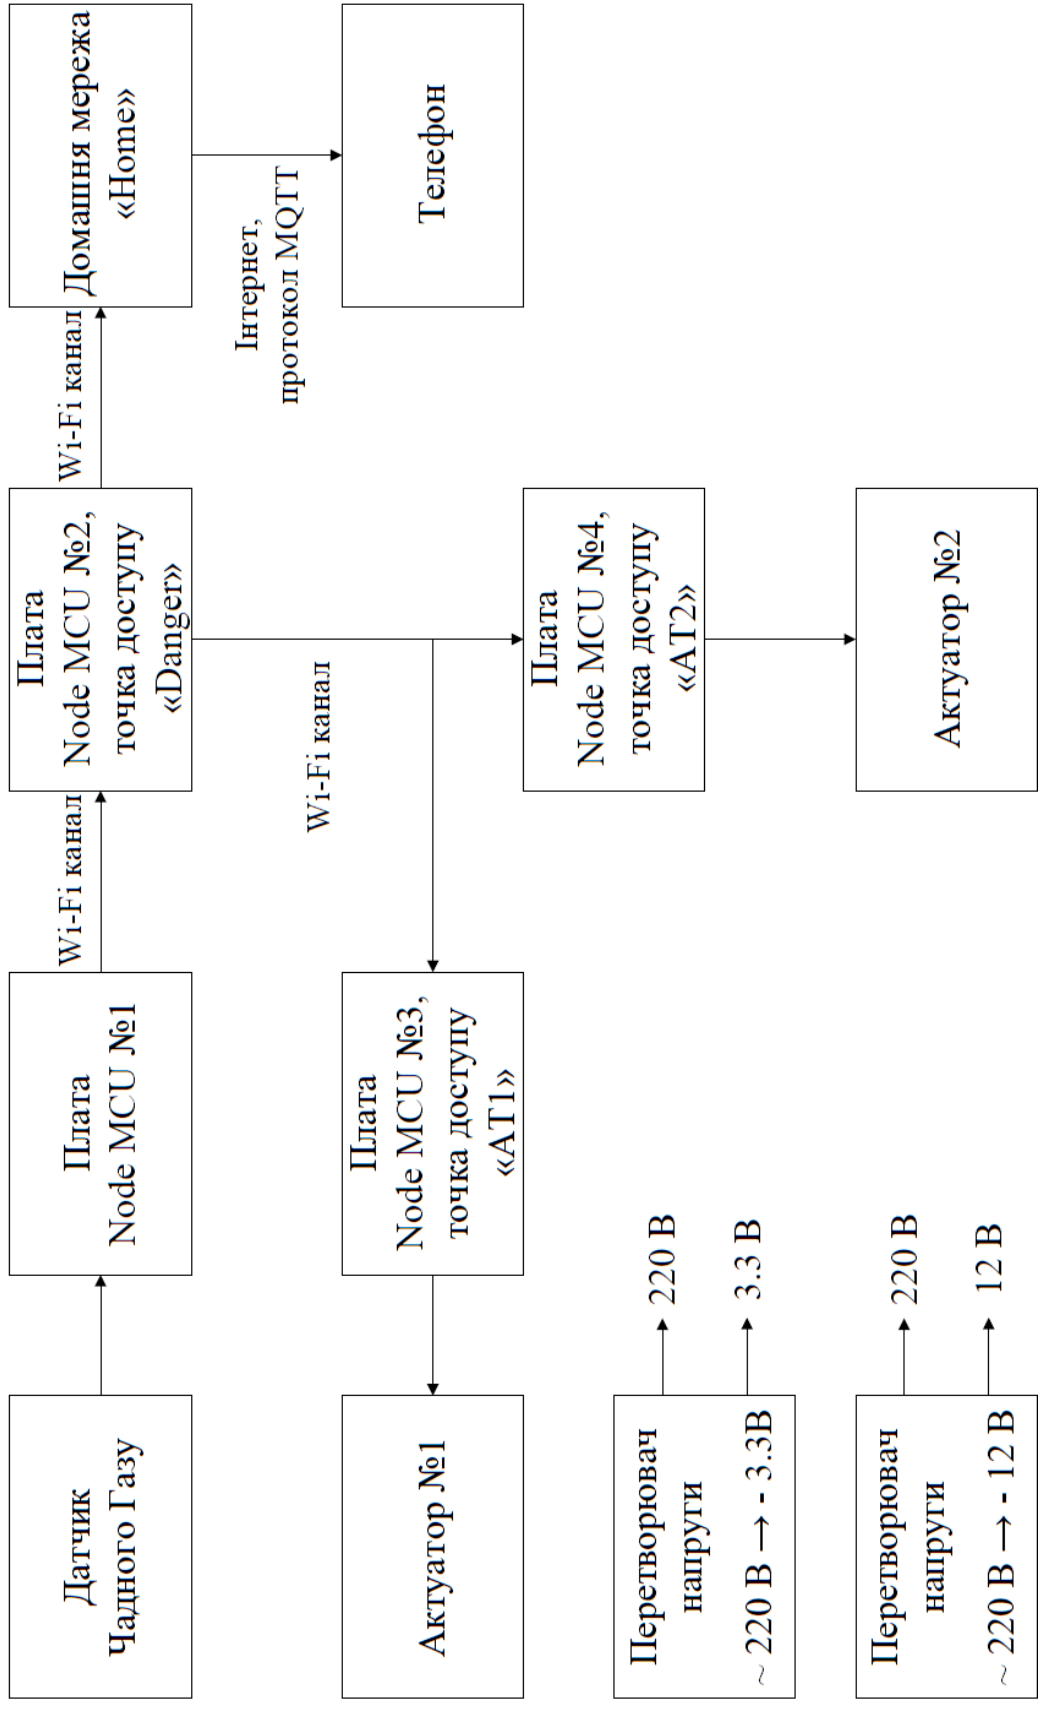 Датчик
Чадного Газу
Плата
Node MCU №1
Wi-Fi канал
Плата
Node MCU №2,
точка доступу
«Danger»
Wi-Fi канал
Домашня мережа
«Home»
Інтернет,
протокол MQTT
Телефон
Wi-Fi канал
Актуатор №1
Плата
Node MCU №3,
точка доступу
«AT1»
Плата
Node MCU №4,
точка доступу
«AT2»
Актуатор №2
Перетворювач
напруги
~ 220 В → - 3.3В
220 В
3.3 В
Перетворювач
напруги
~ 220 В → - 12 В
220 В
12 В